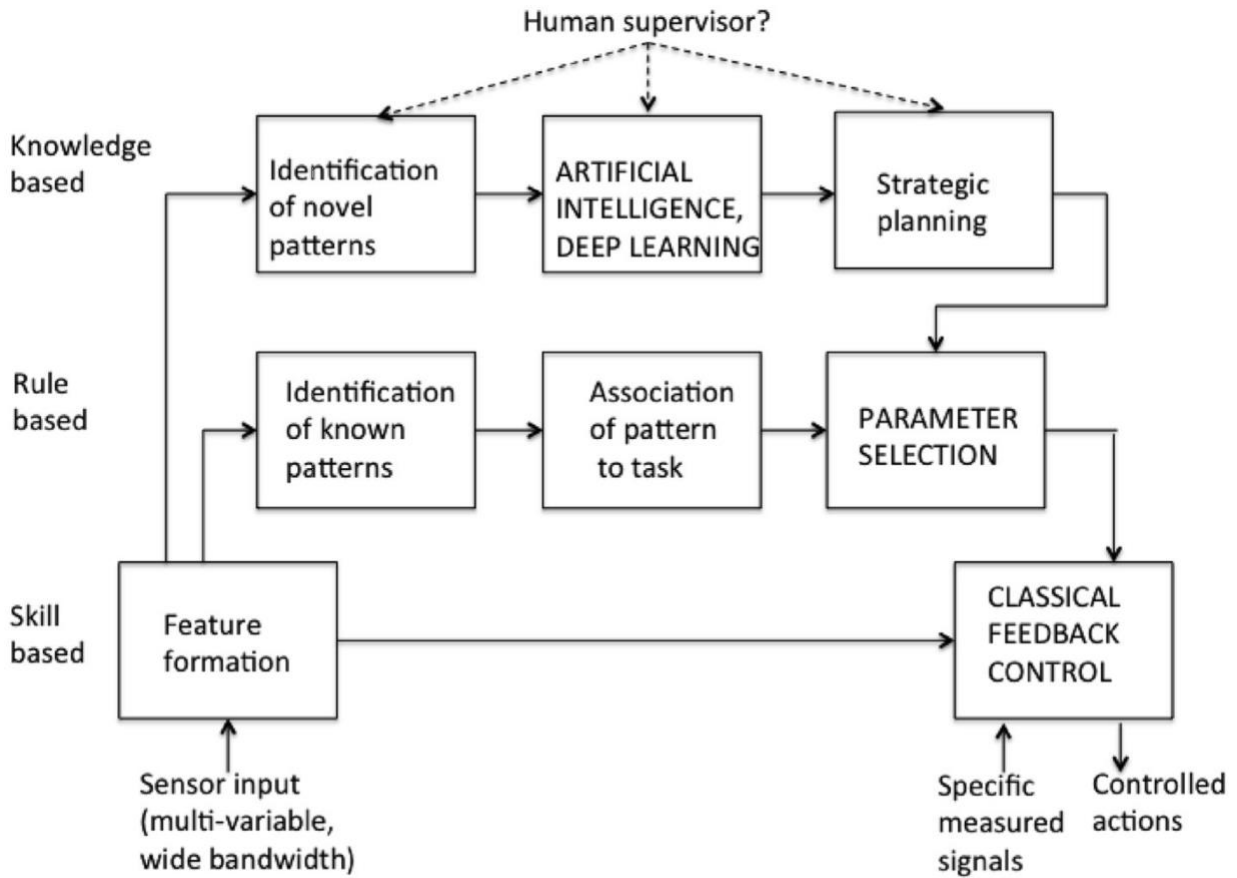 Human supervisor?
Knowledge
based
Identification
of novel
patterns
ARTIFICIAL
INTELLIGENCE,
DEEP LEARNING
Strategic
planning
Rule
based
Identification
of known
patterns
Association
of pattern
to task
PARAMETER
SELECTION
Skill
based
Feature
formation
CLASSICAL
FEEDBACK
CONTROL
Sensor input
(multi-variable,
wide bandwidth)
Specific
measured
signals
Controlled
actions